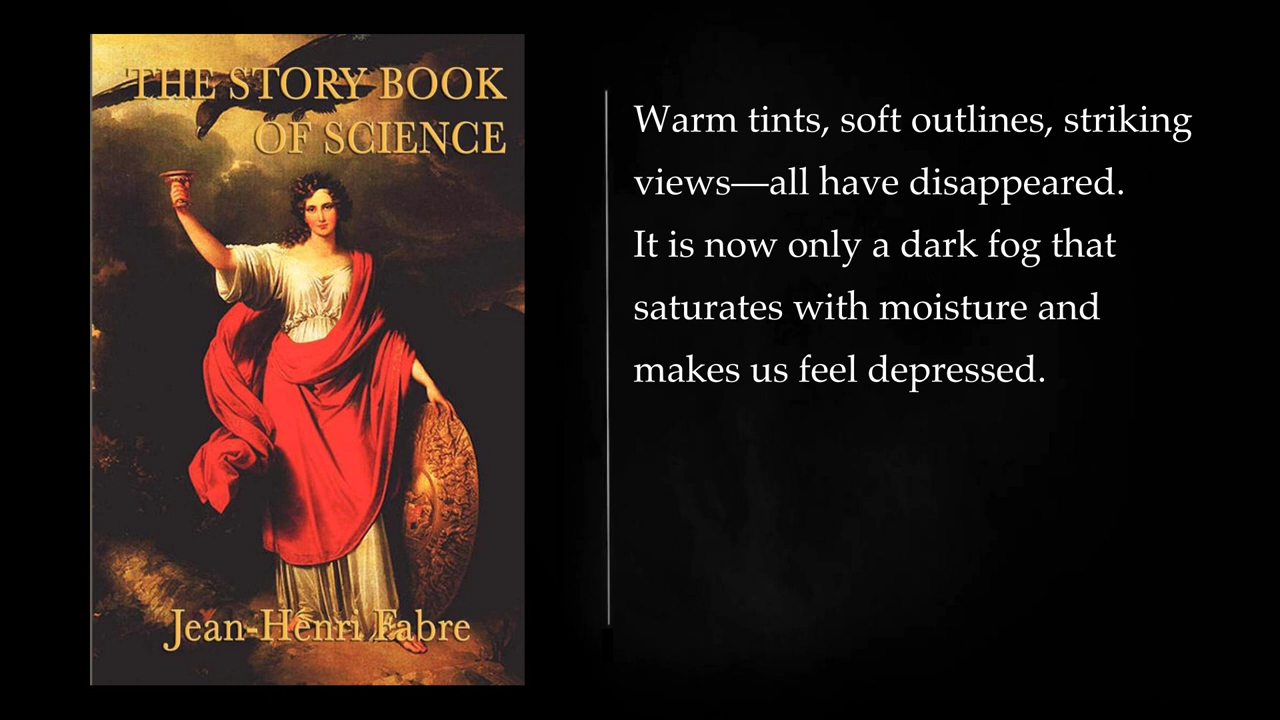 THE STORY BOOK
OF SCIENCE
Jean-Henri Fabre
Warm tints, soft outlines, striking
views—all have disappeared.
It is now only a dark fog that
saturates with moisture and
makes us feel depressed.